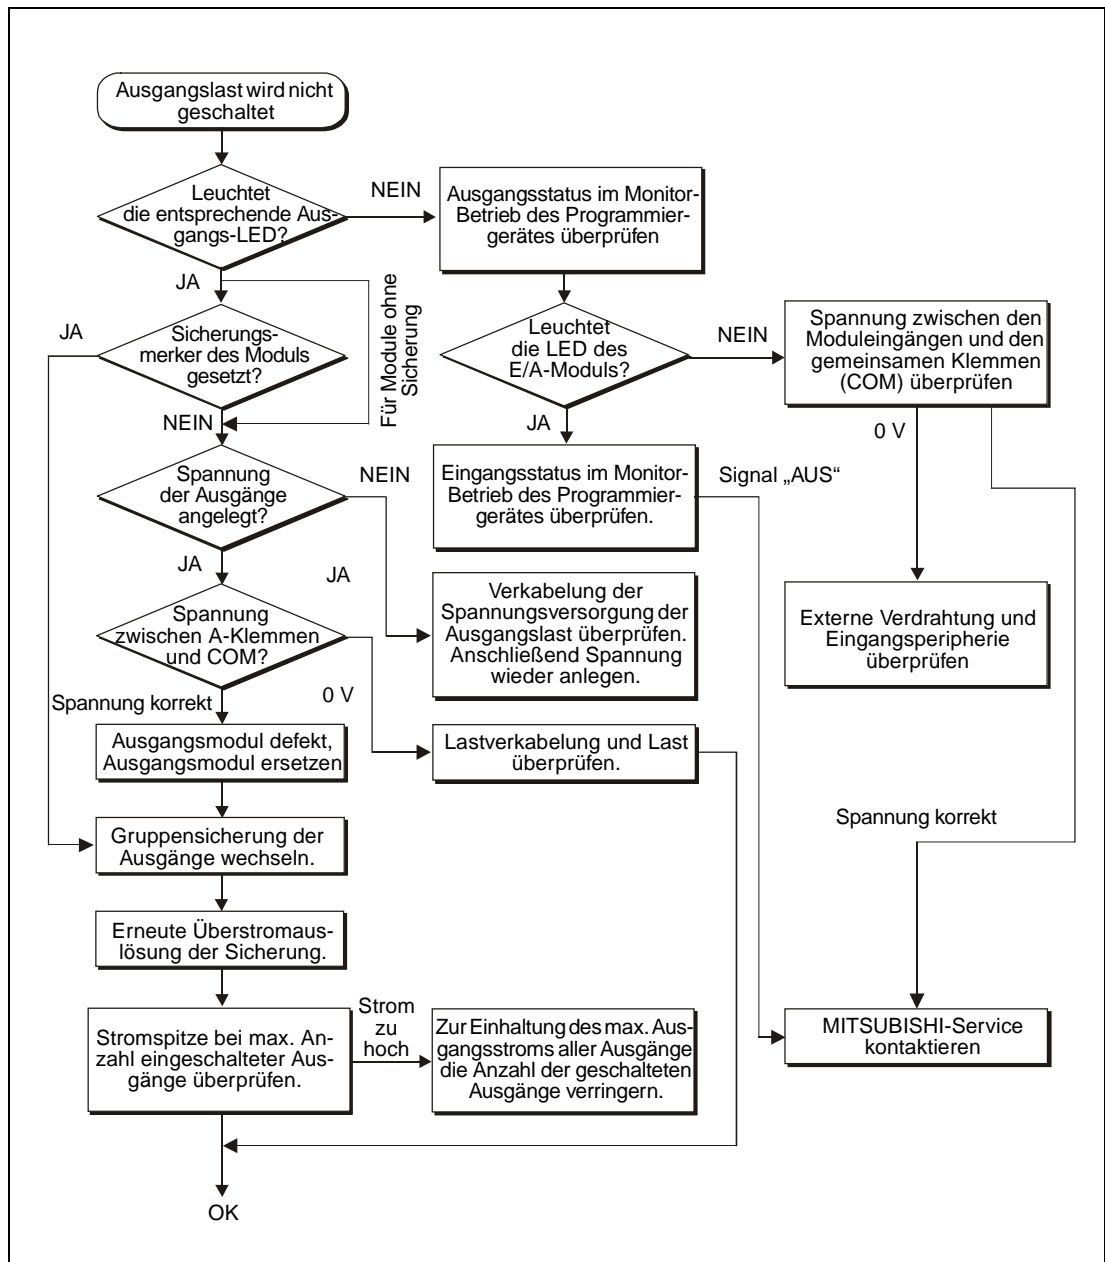 Ausgangslast wird nicht
geschaltet
Leuchtet
die entsprechende Aus-
gangs-LED?
NEIN
Ausgangsstatus im Monitor-
Betrieb des Programmier-
gerätes überprüfen
JA
Für Module ohne
Sicherung
JA
Sicherungs-
merker des Moduls
gesetzt?
NEIN
Leuchtet
die LED des
E/A-Moduls?
NEIN
Spannung zwischen den
Moduleingängen und den
gemeinsamen Klemmen
(COM) überprüfen
JA
0 V
Spannung
der Ausgänge
angelegt?
NEIN
Eingangsstatus im Monitor-
Betrieb des Programmier-
gerätes überprüfen.
Signal „AUS“
JA
JA
Spannung
zwischen A-Klemmen
und COM?
Verkabelung der
Spannungsversorgung der
Ausgangslast überprüfen.
Anschließend Spannung
wieder anlegen.
Externe Verdrahtung und
Eingangsperipherie
überprüfen
Spannung korrekt
0 V
Ausgangsmodul defekt,
Ausgangsmodul ersetzen
Lastverkabelung und Last
überprüfen.
Gruppensicherung der
Ausgänge wechseln.
Spannung korrekt
Erneute Überstromaus-
lösung der Sicherung.
Stromspitze bei max. An-
zahl eingeschalteter Aus-
gänge überprüfen.
Strom
zu
hoch
Zur Einhaltung des max. Aus-
gangsstroms aller Ausgänge
die Anzahl der geschalteten
Ausgänge verringern.
MITSUBISHI-Service
kontaktieren
OK